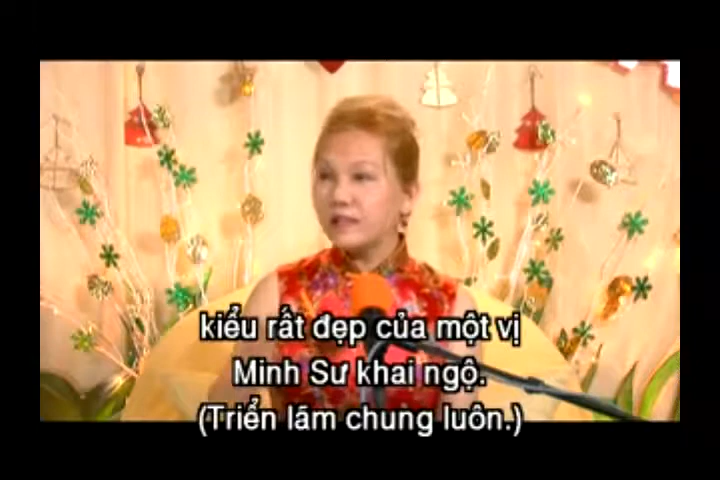 kiểu rất đẹp của một vị
Minh Sư khai ngộ.
(Triển lãm chung luôn.)